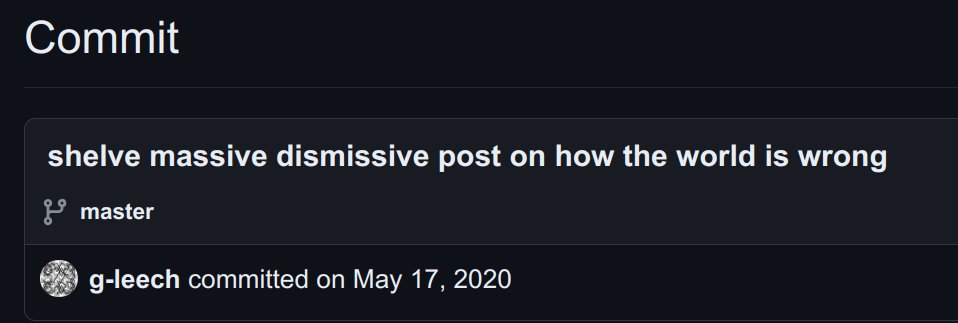 Commit
shelve massive dismissive post on how the world is wrong
master
g-leech committed on May 17, 2020